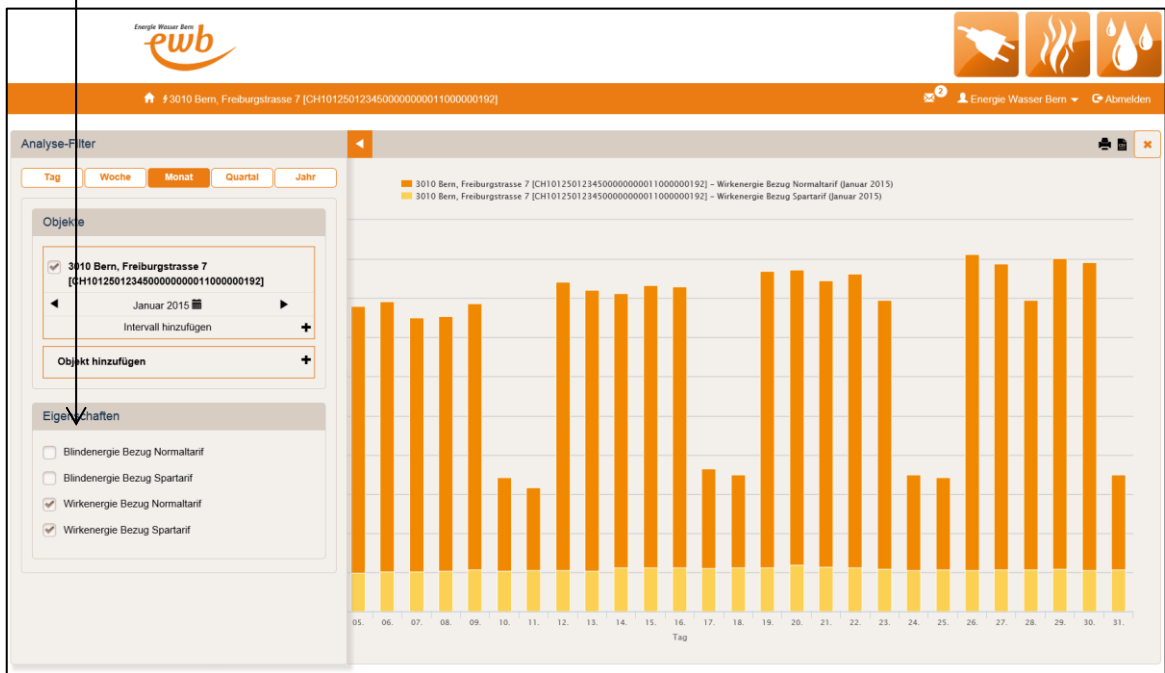 Energie Wasser Bern
ewb
3010 Bern, Freiburgstrasse 7 [CH1012501234500000000011000000192]
2
Energie Wasser Bern
Abmelden
Analyse-Filter
Tag Woche Monat Quartal Jahr
Objekte
3010 Bern, Freiburgstrasse 7
[CH1012501234500000000011000000192]
Januar 2015
Intervall hinzufügen
Objekt hinzufügen
Eigenschaften
Blindenergie Bezug Normaltarif
Blindenergie Bezug Spartarif
Wirkenergie Bezug Normaltarif
Wirkenergie Bezug Spartarif
3010 Bern, Freiburgstrasse 7 [CH1012501234500000000011000000192] – Wirkenergie Bezug Normaltarif (Januar 2015)
3010 Bern, Freiburgstrasse 7 [CH1012501234500000000011000000192] – Wirkenergie Bezug Spartarif (Januar 2015)
05. 06. 07. 08. 09. 10. 11. 12. 13. 14. 15. 16. 17. 18. 19. 20. 21. 22. 23. 24. 25. 26. 27. 28. 29. 30. 31.
Tag